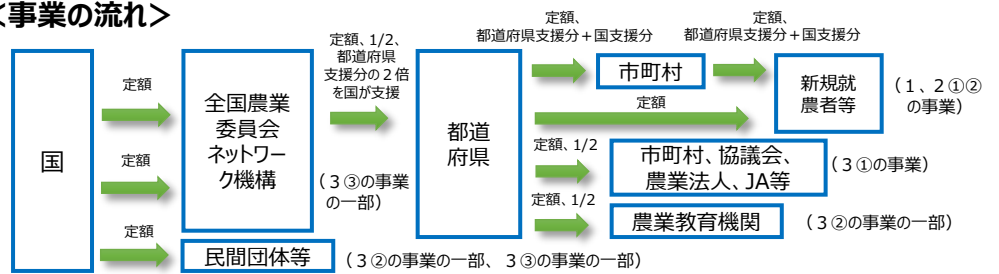 ＜事業の流れ＞
国
定額
定額
定額
全国農業
委員会
ネットワー
ク機構
（３③の事業
の一部）
民間団体等
（３②の事業の一部、３③の事業の一部）
定額、1/2、
都道府県
支援分の２倍
を国が支援
都道
府県
定額、
都道府県支援分＋国支援分
市町村
定額、
都道府県支援分＋国支援分
定額
新規就
農者等
（１、２①②
の事業）
定額、1/2
市町村、協議会、
農業法人、JA等
（３①の事業）
定額、1/2
農業教育機関
（３②の事業の一部）